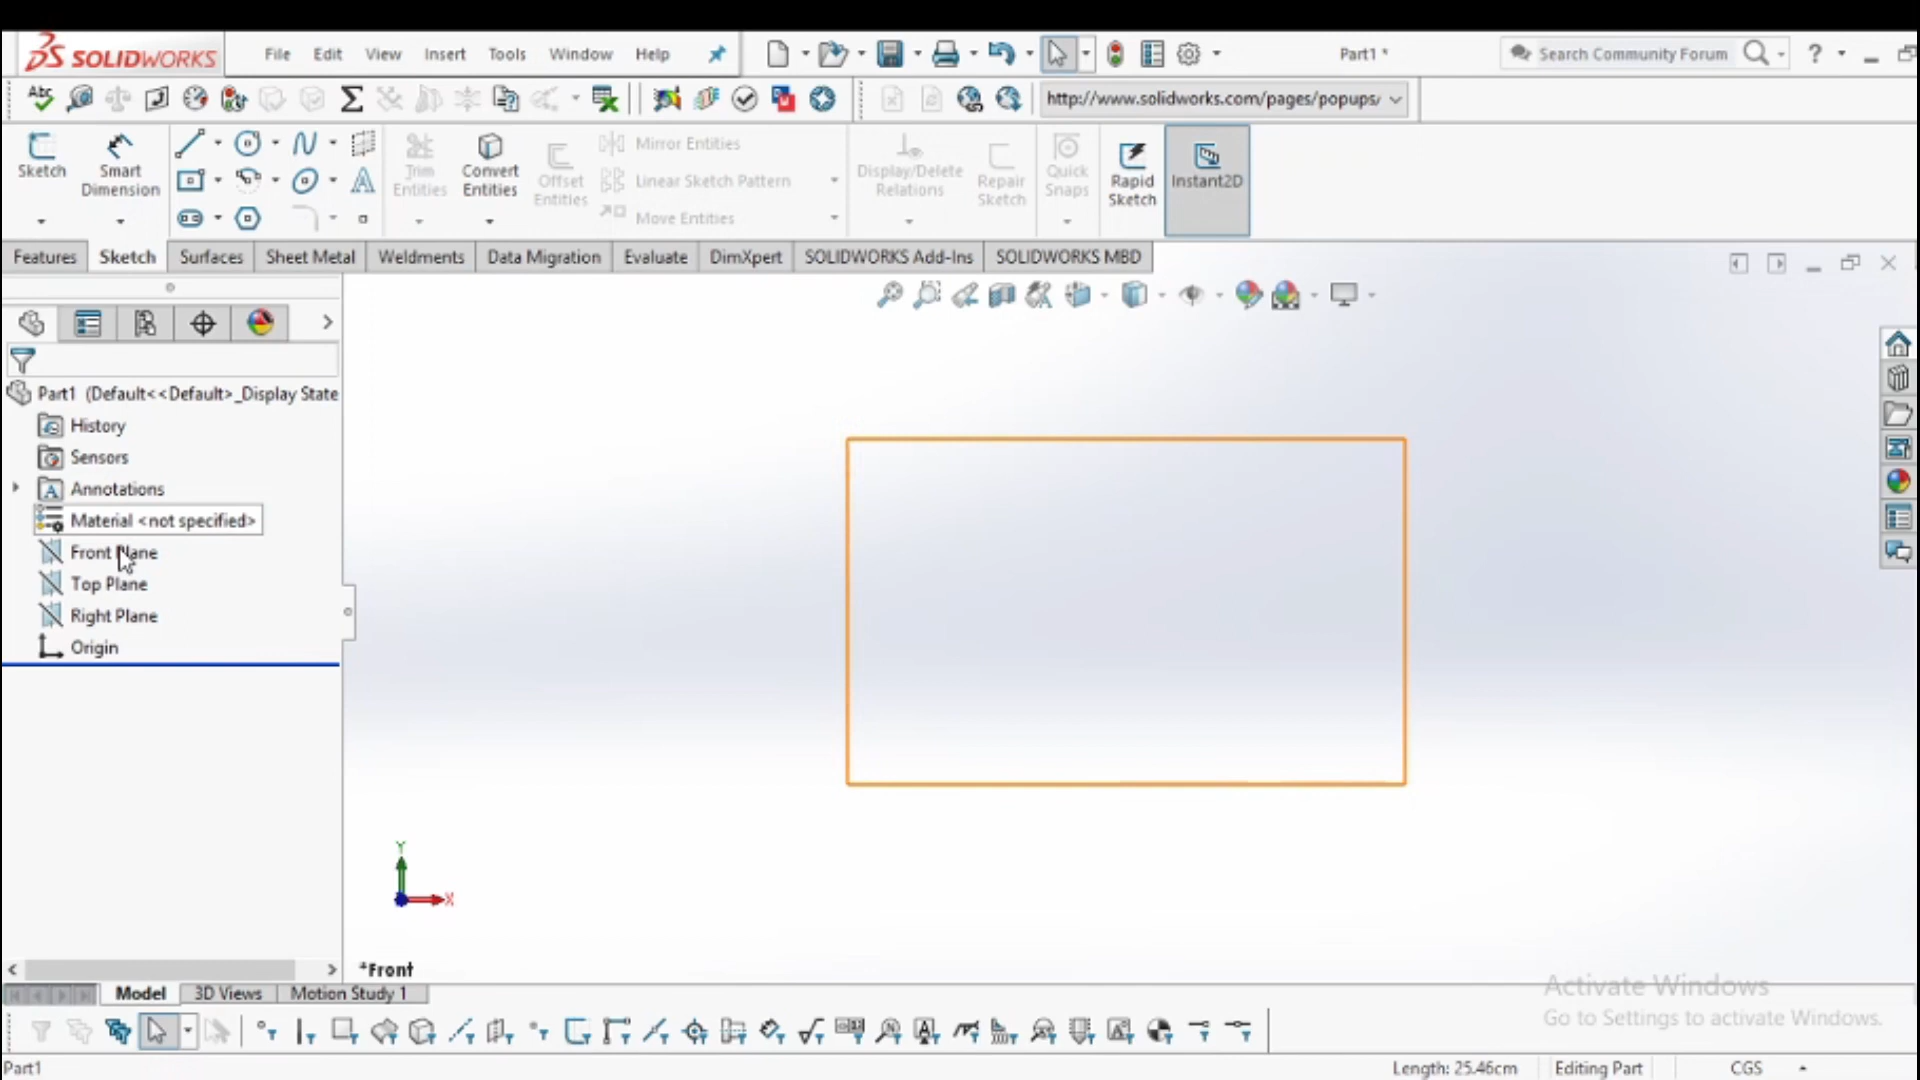 SOLIDWORKS File Edit View Insert Tools Window Help Part1 * Search Community Forum ?
Abc http://www.solidworks.com/pages/popups/
Sketch Smart Dimension Trim Entities Convert Entities Offset Entities Mirror Entities Linear Sketch Pattern Move Entities Display/Delete Relations Repair Sketch Quick Snaps Rapid Sketch Instant2D
Features Sketch Surfaces Sheet Metal Weldments Data Migration Evaluate DimXpert SOLIDWORKS Add-Ins SOLIDWORKS MBD
Part1 (Default<<Default>_Display State
History
Sensors
Annotations
Material <not specified>
Front Plane
Top Plane
Right Plane
Origin
Y
X
*Front
Model 3D Views Motion Study 1
Activate Windows
Go to Settings to activate Windows.
Part1 Length: 25.46cm Editing Part CGS